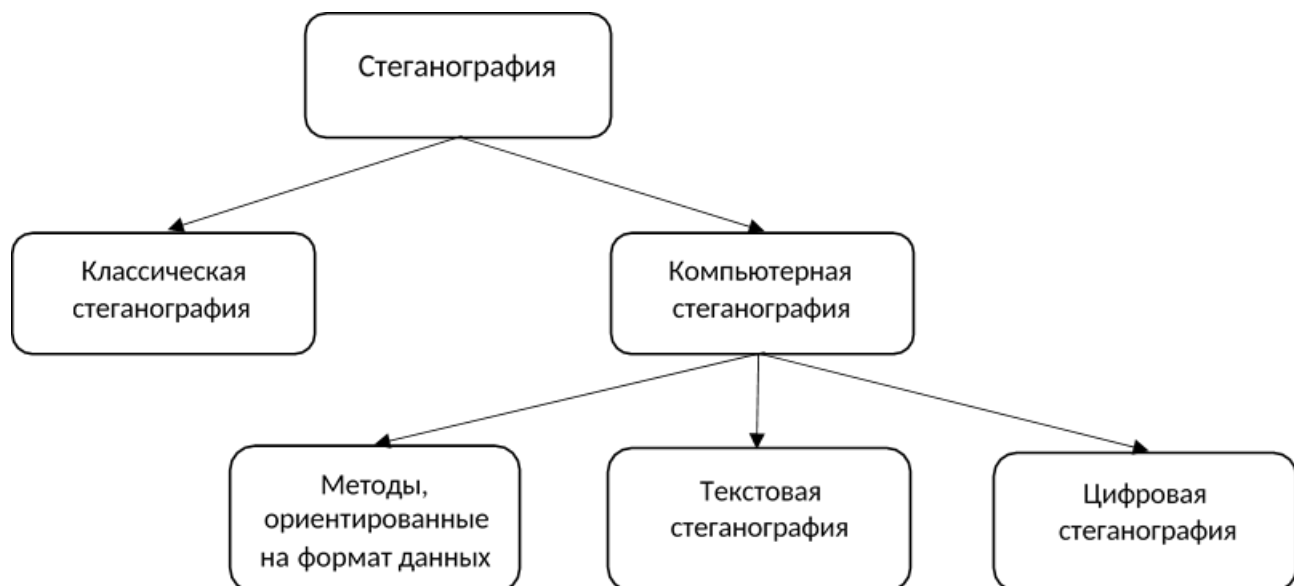 Стеганография
Классическая
стеганография
Компьютерная
стеганография
Методы,
ориентированные
на формат данных
Текстовая
стеганография
Цифровая
стеганография